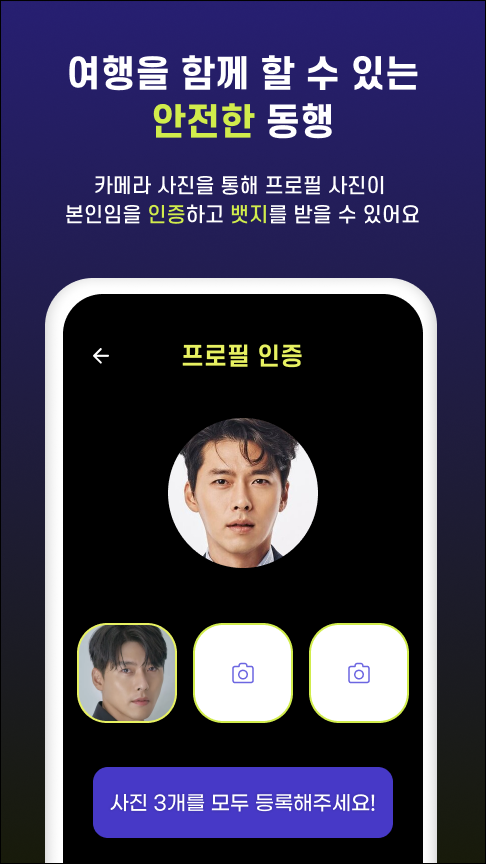 여행을 함께 할 수 있는
안전한 동행
카메라 사진을 통해 프로필 사진이
본인임을 인증하고 뱃지를 받을 수 있어요
프로필 인증
사진 3개를 모두 등록해주세요!